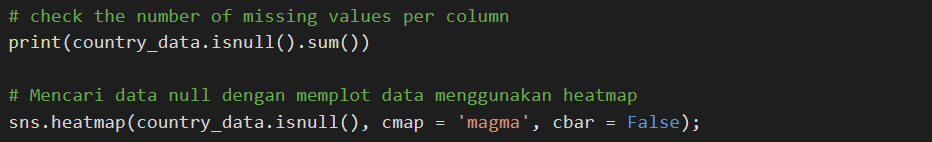 # check the number of missing values per column
print(country_data.isnull().sum())
# Mencari data null dengan memplot data menggunakan heatmap
sns.heatmap(country_data.isnull(), cmap = 'magma', cbar = False);